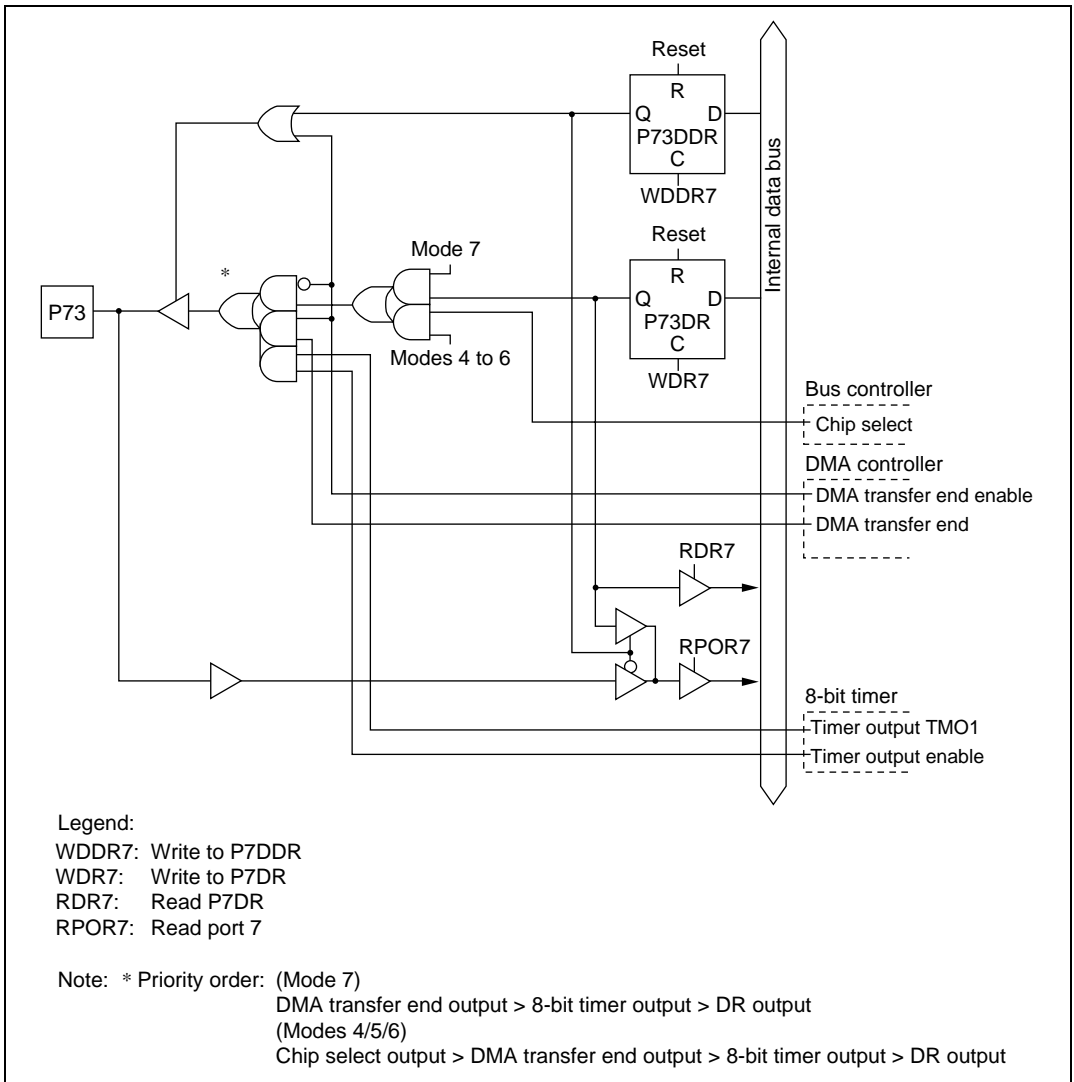 Reset
R
Q D
P73DDR
C
WDDR7
Internal data bus
Reset
R
Q D
P73DR
C
WDR7
Mode 7
*
P73
Modes 4 to 6
Bus controller
Chip select
DMA controller
DMA transfer end enable
DMA transfer end
RDR7
RPOR7
8-bit timer
Timer output TMO1
Timer output enable
Legend:
WDDR7: Write to P7DDR
WDR7: Write to P7DR
RDR7: Read P7DR
RPOR7: Read port 7
Note: * Priority order: (Mode 7)
DMA transfer end output > 8-bit timer output > DR output
(Modes 4/5/6)
Chip select output > DMA transfer end output > 8-bit timer output > DR output